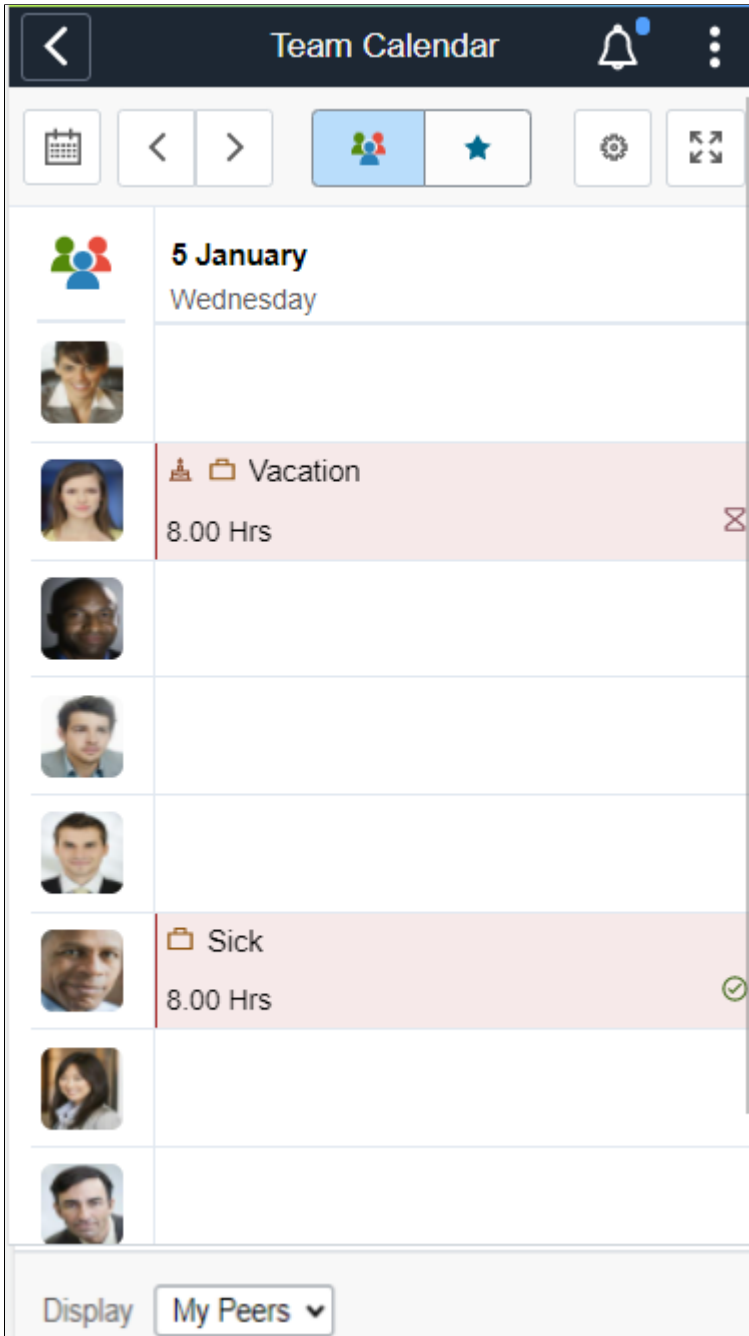 Team Calendar
5 January
Wednesday
Vacation
8.00 Hrs
Sick
8.00 Hrs
Display My Peers